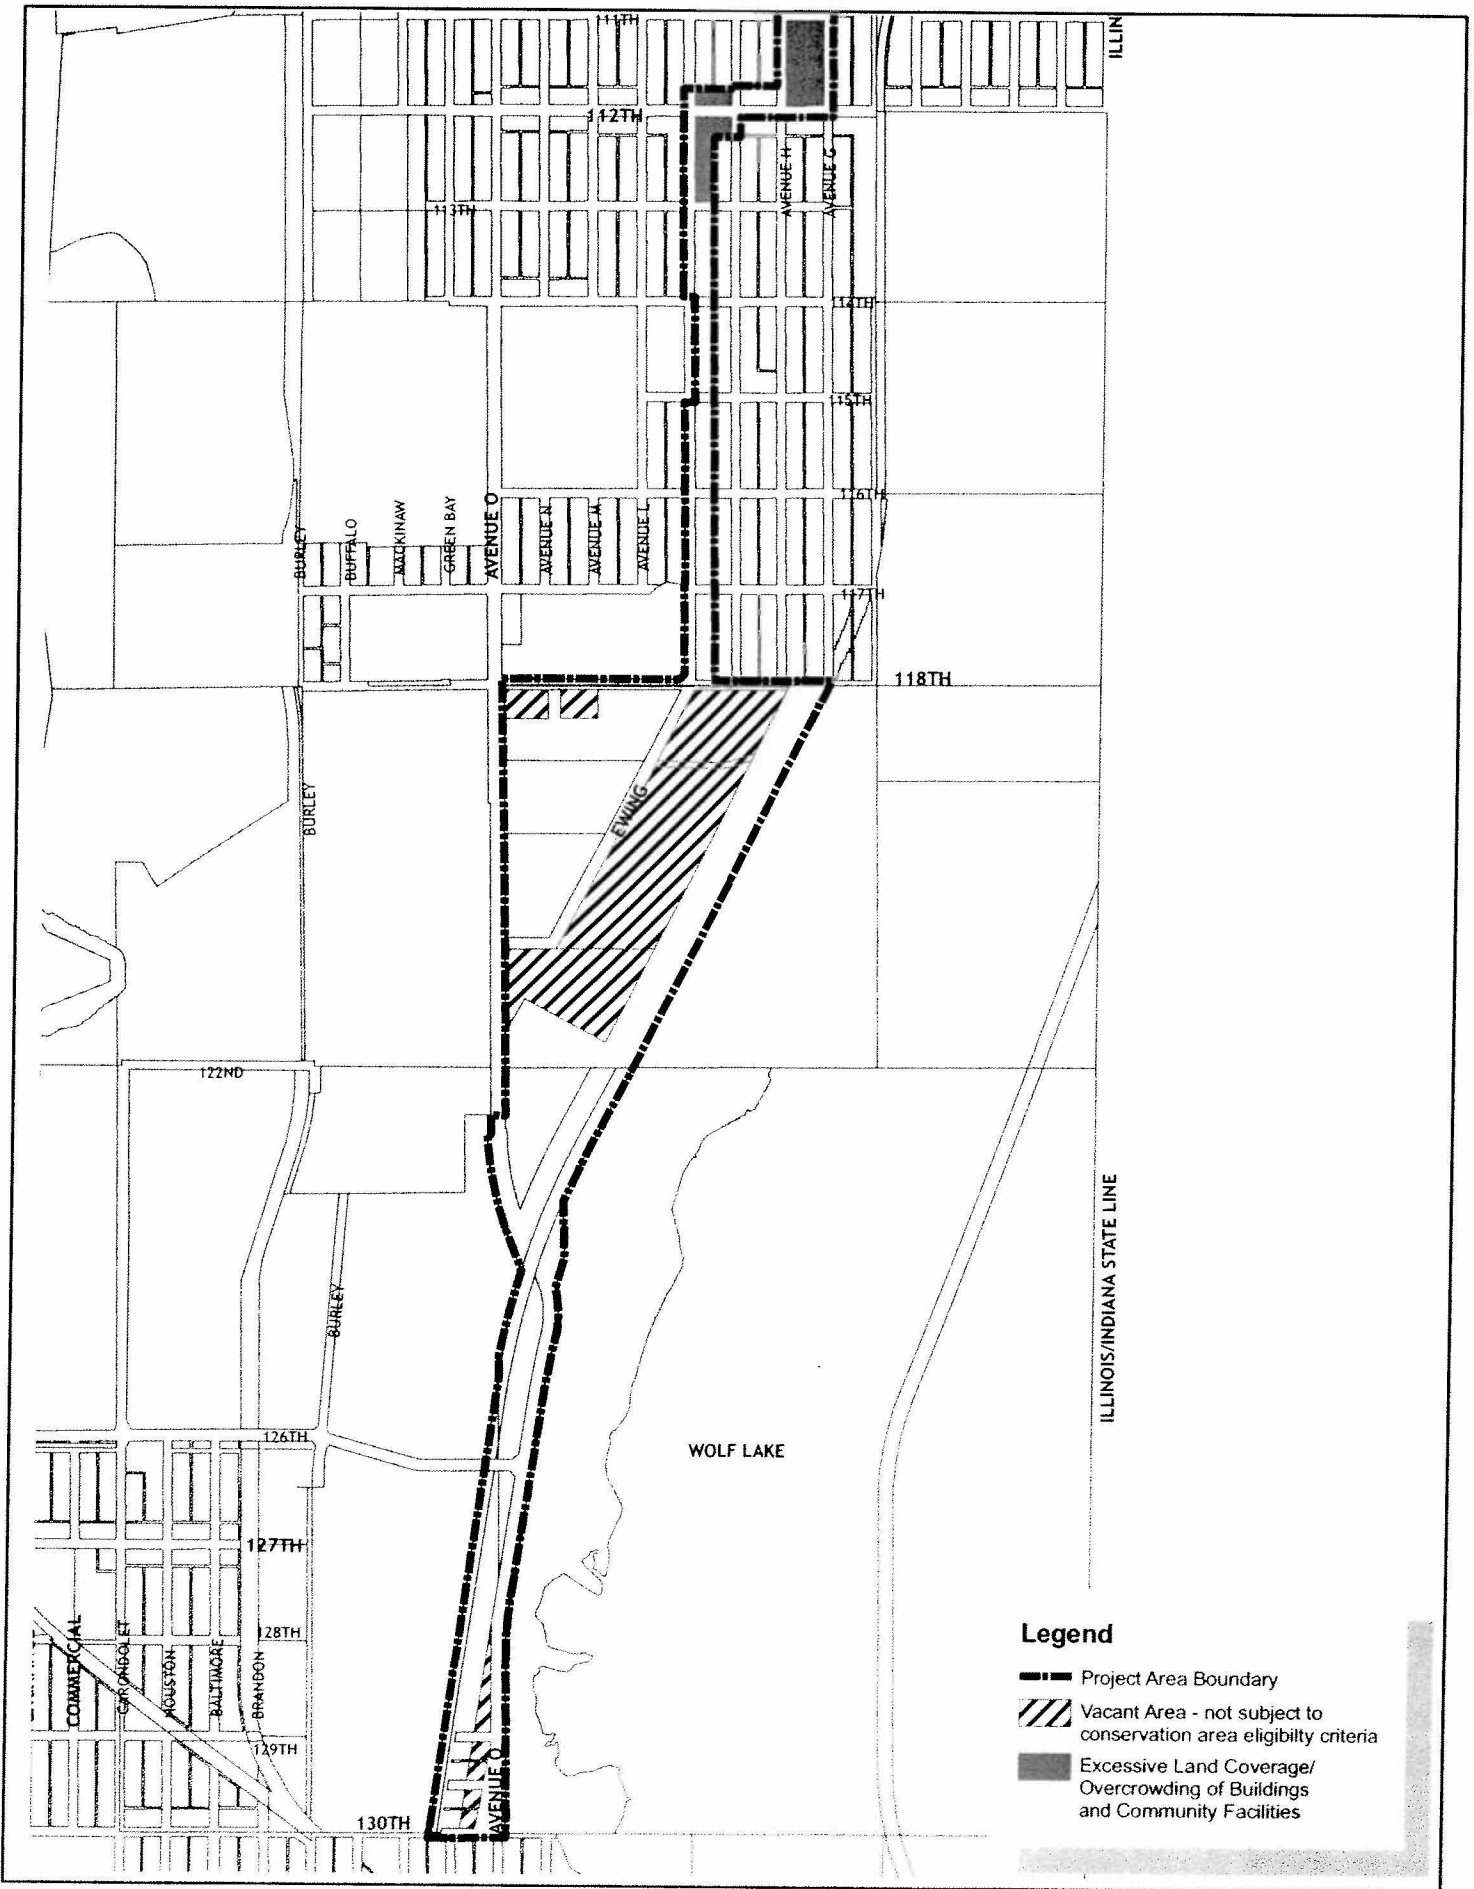 111TH
ILLIN
112TH
AVENUE H
AVENUE G
113TH
114TH
115TH
116TH
BURLEY
BUFFALO
MACKINAW
GREEN BAY
AVENUE O
AVENUE N
AVENUE M
AVENUE L
117TH
118TH
BURLEY
EWING
122ND
ILLINOIS/INDIANA STATE LINE
BURLEY
126TH
WOLF LAKE
127TH
COMMERCIAL
CARONDOLET
HOUSTON
BALTIMORE
BRANDON
128TH
129TH
AVENUE O
130TH
Legend
Project Area Boundary
Vacant Area - not subject to
conservation area eligibilty criteria
Excessive Land Coverage/
Overcrowding of Buildings
and Community Facilities